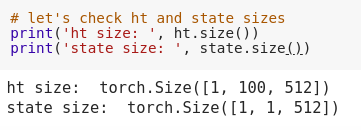 # let's check ht and state sizes
print('ht size: ', ht.size())
print('state size: ', state.size())
ht size:  torch.Size([1, 100, 512])
state size:  torch.Size([1, 1, 512])